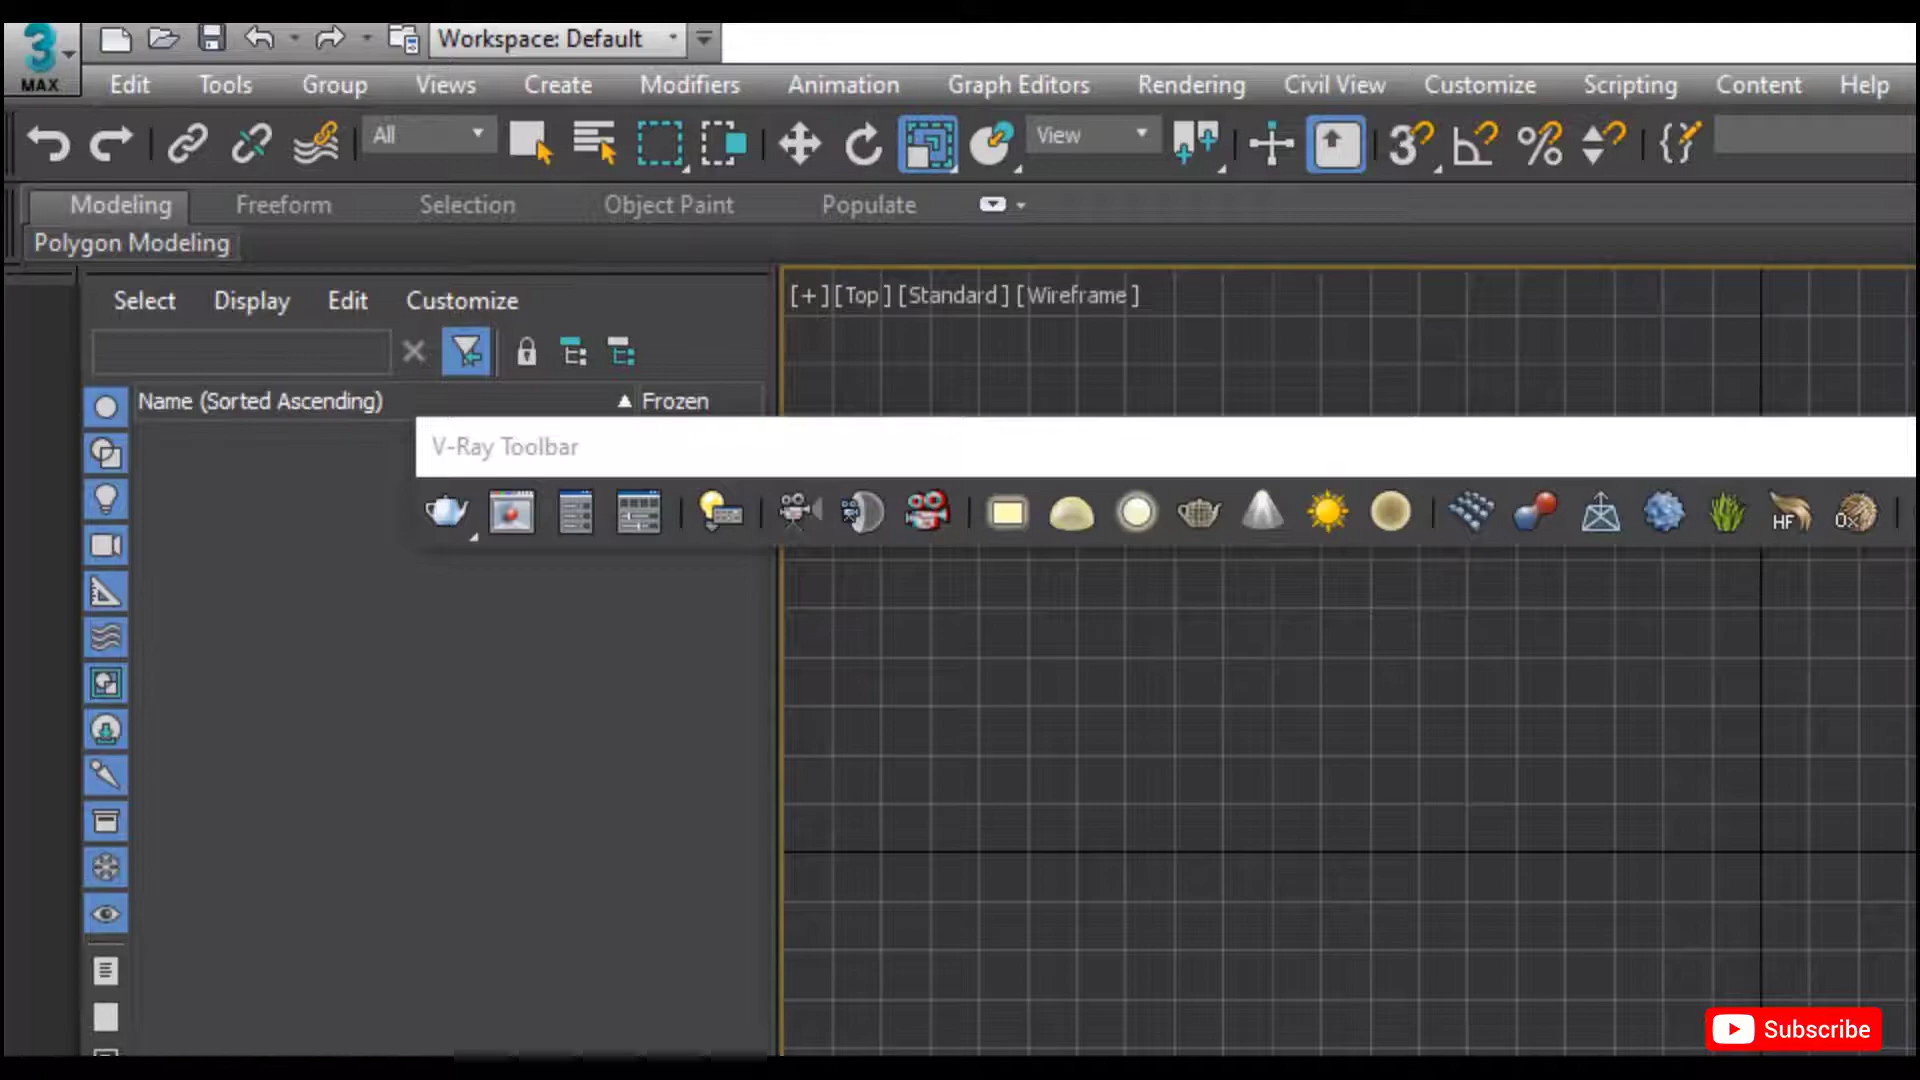 3
MAX
Workspace: Default
Edit Tools Group Views Create Modifiers Animation Graph Editors Rendering Civil View Customize Scripting Content Help
All
View
3
%
Modeling Freeform Selection Object Paint Populate
Polygon Modeling
Select Display Edit Customize
[+][Top][Standard][Wireframe]
Name (Sorted Ascending) Frozen
V-Ray Toolbar
HF
Ox
Subscribe